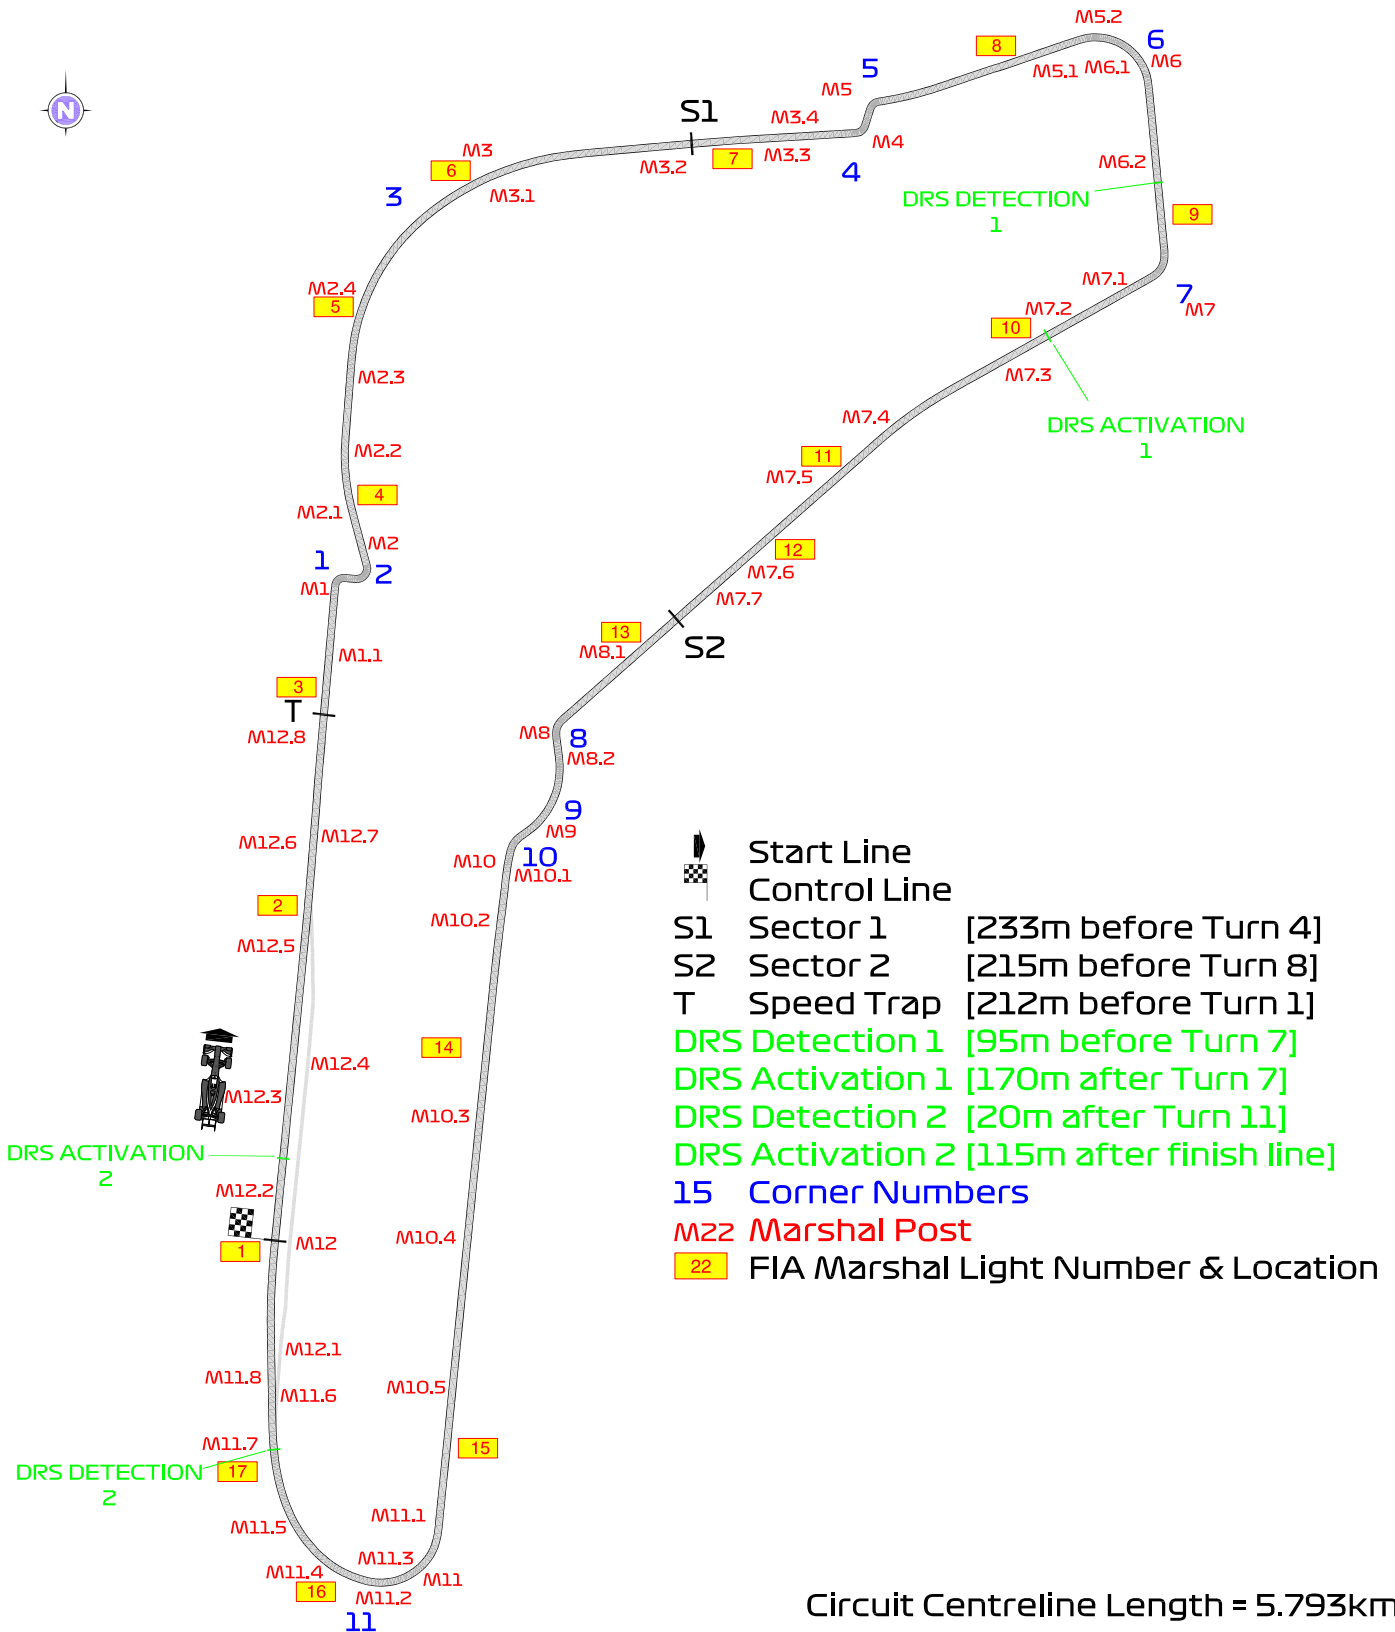 M5.2
6
8
M5.1
M6.1
M6
5
M5
N
S1
M3.4
M4
M3
6
M3.2
7
M3.3
4
M6.2
3
M3.1
DRS DETECTION
1
9
M2.4
5
M7.1
7
M7
M7.2
10
M2.3
M7.3
M7.4
DRS ACTIVATION
1
M2.2
11
M7.5
4
M2.1
M2
12
1
2
M7.6
M1
M7.7
13
S2
M1.1
M8.1
3
T
M12.8
M8
8
M8.2
9
M12.6
M12.7
M9
M10
10
M10.1
2
M10.2
M12.5
14
M12.4
M12.3
M10.3
DRS ACTIVATION
2
M12.2
M10.4
M12
1
M12.1
M11.8
M11.6
M10.5
M11.7
15
17
DRS DETECTION
2
M11.1
M11.5
M11.3
M11.4
M11
16
M11.2
11
Start Line
Control Line
S1 Sector 1 [233m before Turn 4]
S2 Sector 2 [215m before Turn 8]
T Speed Trap [212m before Turn 1]
DRS Detection 1 [95m before Turn 7]
DRS Activation 1 [170m after Turn 7]
DRS Detection 2 [20m after Turn 11]
DRS Activation 2 [115m after finish line]
15 Corner Numbers
M22 Marshal Post
22 FIA Marshal Light Number & Location
Circuit Centreline Length = 5.793km